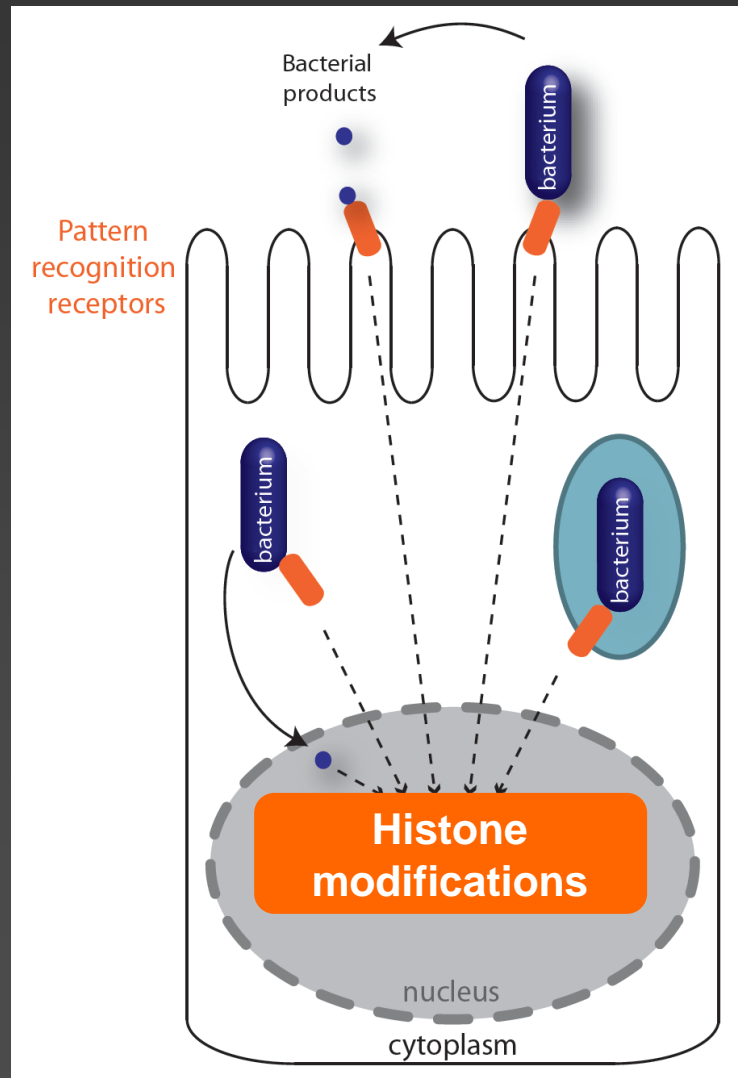 Bacterial
products
bacterium
Pattern
recognition
receptors
bacterium
bacterium
Histone
modifications
nucleus
cytoplasm